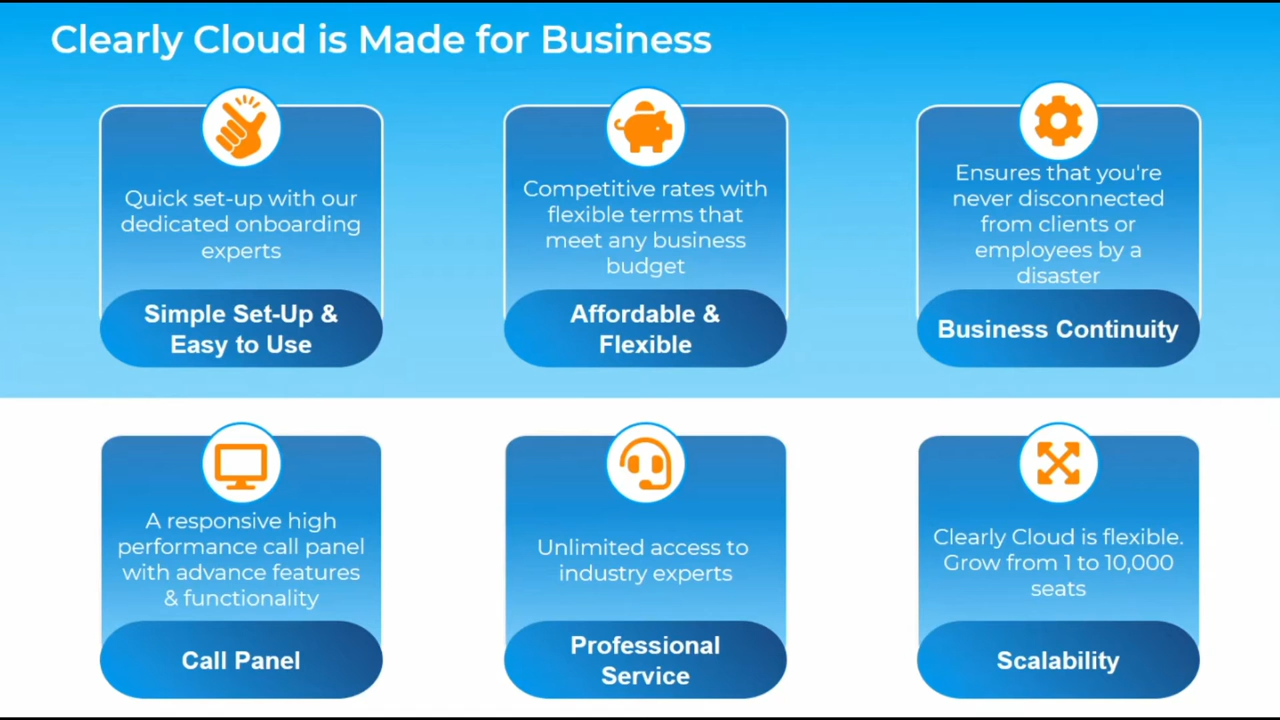 Clearly Cloud is Made for Business
Quick set-up with our
dedicated onboarding
experts
Simple Set-Up &
Easy to Use
Competitive rates with
flexible terms that
meet any business
budget
Affordable &
Flexible
Ensures that you're
never disconnected
from clients or
employees by a
disaster
Business Continuity
A responsive high
performance call panel
with advance features
& functionality
Call Panel
Unlimited access to
industry experts
Professional
Service
Clearly Cloud is flexible.
Grow from 1 to 10,000
seats
Scalability